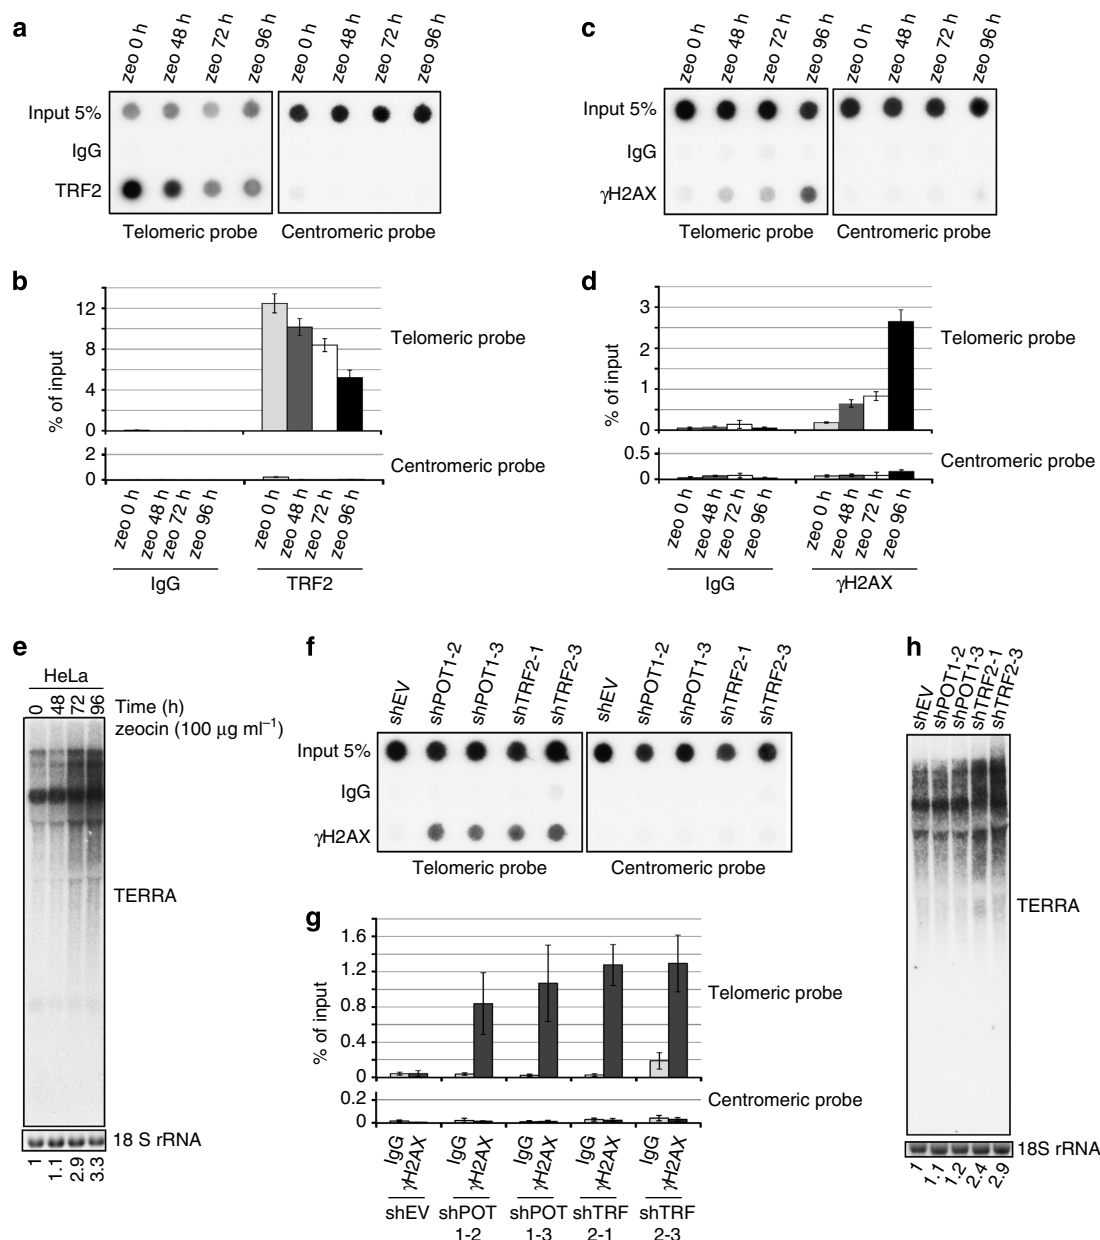 a
zeo 0 h
zeo 48 h
zeo 72 h
zeo 96 h
zeo 0 h
zeo 48 h
zeo 72 h
zeo 96 h
Input 5%
IgG
TRF2
Telomeric probe
Centromeric probe
c
zeo 0 h
zeo 48 h
zeo 72 h
zeo 96 h
zeo 0 h
zeo 48 h
zeo 72 h
zeo 96 h
Input 5%
IgG
γH2AX
Telomeric probe
Centromeric probe
b
% of input
12
8
4
0
Telomeric probe
2
0
Centromeric probe
zeo 0 h
zeo 48 h
zeo 72 h
zeo 96 h
zeo 0 h
zeo 48 h
zeo 72 h
zeo 96 h
IgG
TRF2
d
% of input
3
2
1
0
Telomeric probe
0.5
0
Centromeric probe
zeo 0 h
zeo 48 h
zeo 72 h
zeo 96 h
zeo 0 h
zeo 48 h
zeo 72 h
zeo 96 h
IgG
γH2AX
e
HeLa
0 48 72 96 Time (h)
zeocin (100 µg ml⁻¹)
TERRA
18 S rRNA
1 1.1 2.9 3.3
f
shEV
shPOT1-2
shPOT1-3
shTRF2-1
shTRF2-3
shEV
shPOT1-2
shPOT1-3
shTRF2-1
shTRF2-3
Input 5%
IgG
γH2AX
Telomeric probe
Centromeric probe
g
% of input
1.6
1.2
0.8
0.4
0
Telomeric probe
0.2
0
Centromeric probe
IgG
γH2AX
IgG
γH2AX
IgG
γH2AX
IgG
γH2AX
IgG
γH2AX
shEV
shPOT
1-2
shPOT
1-3
shTRF
2-1
shTRF
2-3
h
shEV
shPOT1-2
shPOT1-3
shTRF2-1
shTRF2-3
TERRA
18S rRNA
1 1.1 1.2 2.4 2.9